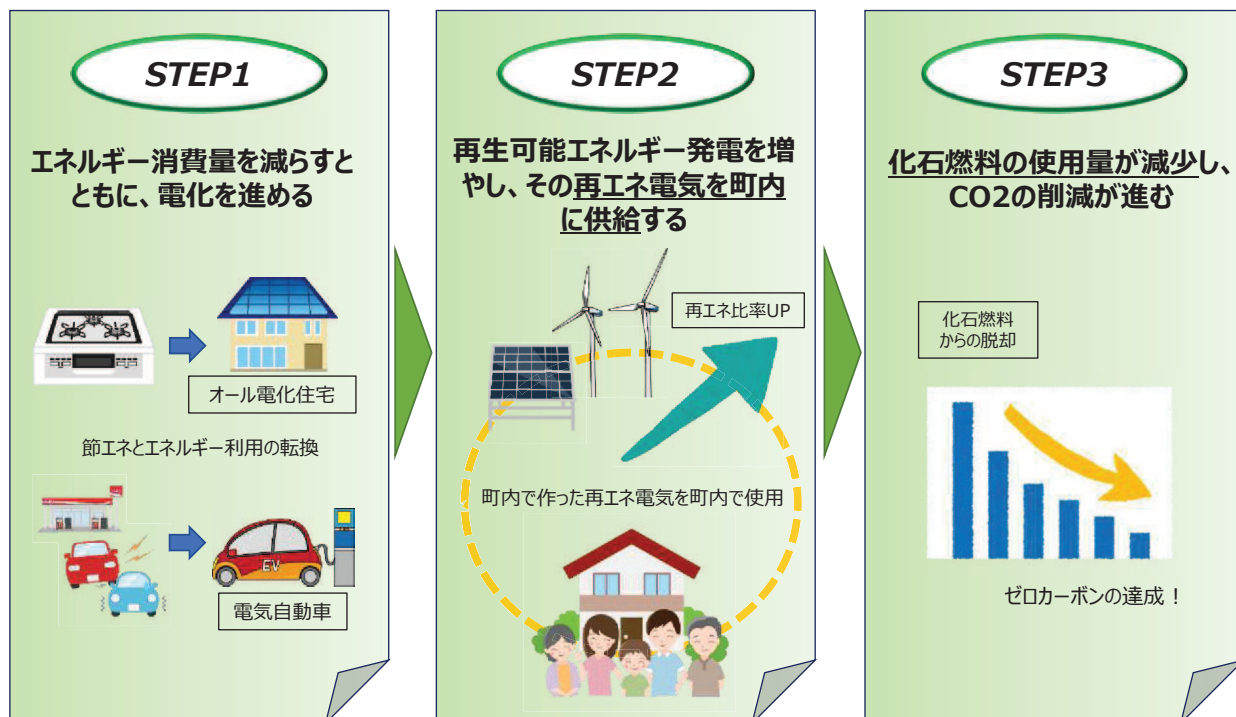 STEP1
エネルギー消費量を減らすと
ともに、電化を進める
オール電化住宅
節エネとエネルギー利用の転換
EV
電気自動車
STEP2
再生可能エネルギー発電を増
やし、その再エネ電気を町内
に供給する
再エネ比率UP
町内で作った再エネ電気を町内で使用
STEP3
化石燃料の使用量が減少し、
CO2の削減が進む
化石燃料
からの脱却
ゼロカーボンの達成！